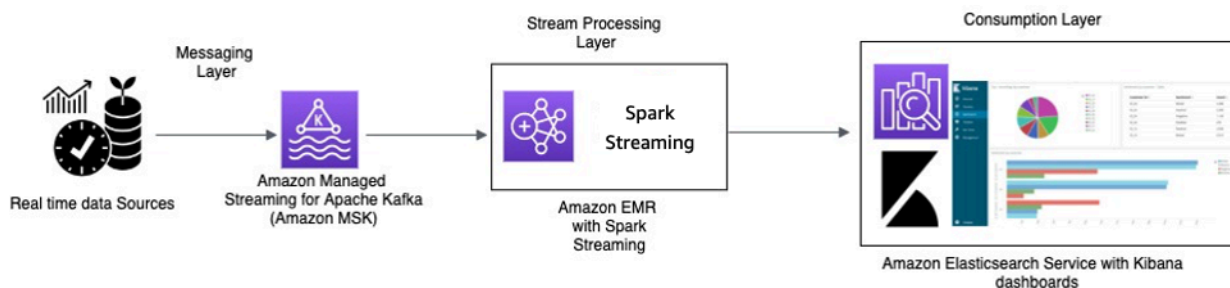 Stream Processing
Layer
Consumption Layer
Messaging
Layer
Spark
Streaming
Kibana
K
Real time data Sources
Amazon Managed
Streaming for Apache Kafka
(Amazon MSK)
Amazon EMR
with Spark
Streaming
Amazon Elasticsearch Service with Kibana
dashboards